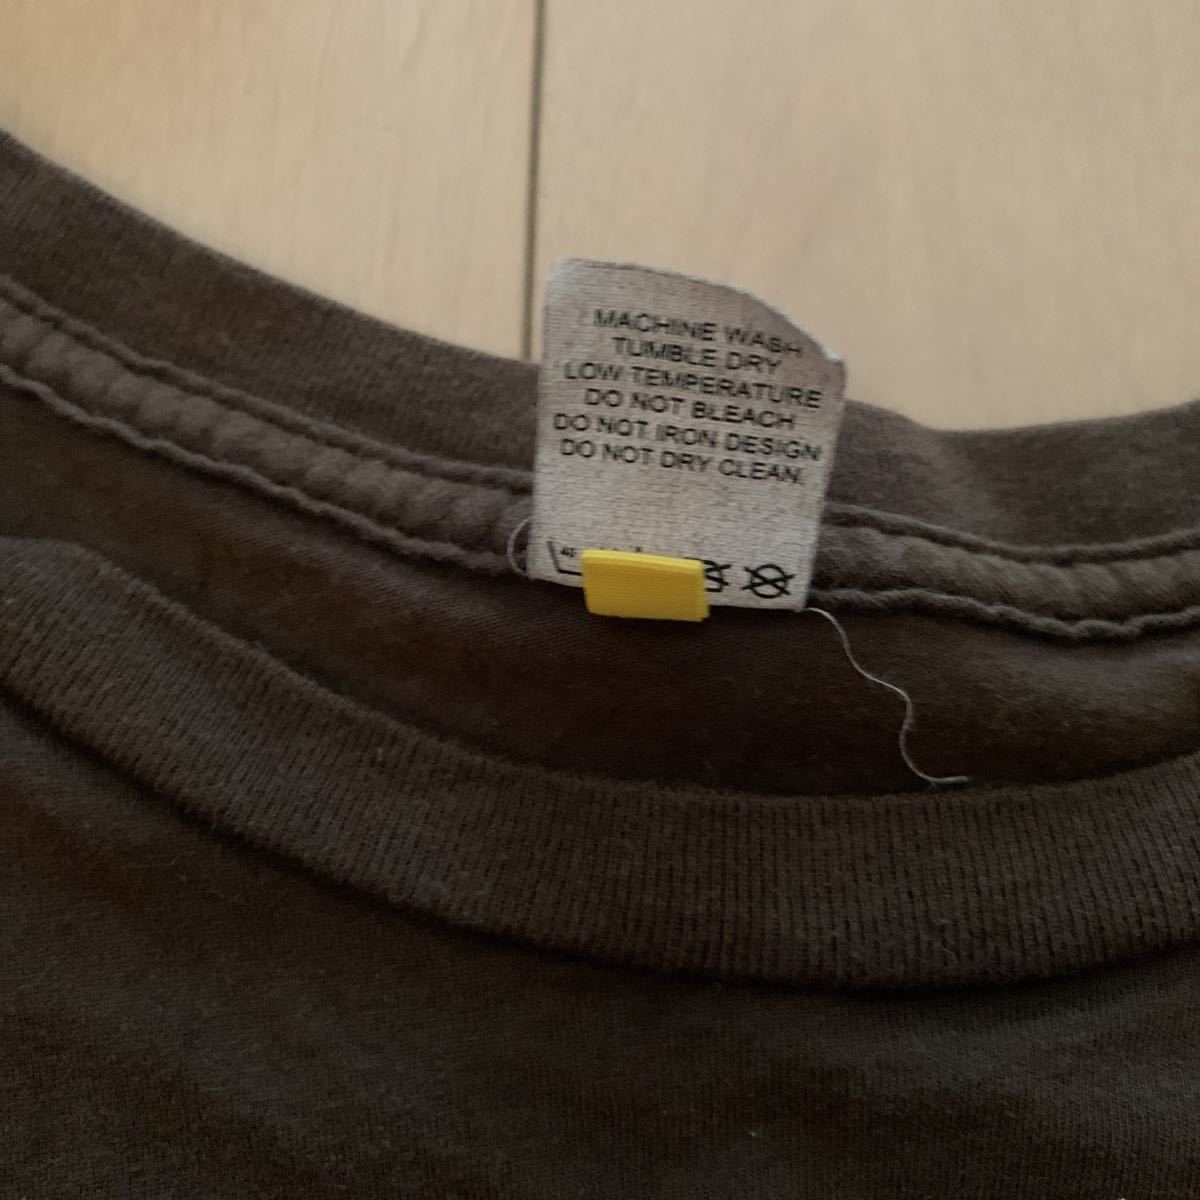 MACHINE WASH
TUMBLE DRY
LOW TEMPERATURE
DO NOT BLEACH
DO NOT IRON DESIGN
DO NOT DRY CLEAN.